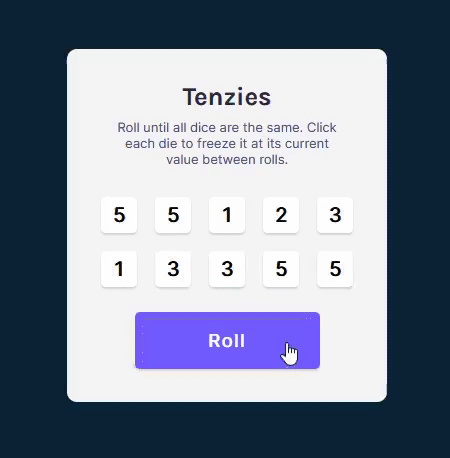 Tenzies
Roll until all dice are the same. Click
each die to freeze it at its current
value between rolls.
5 5 1 2 3
1 3 3 5 5
Roll